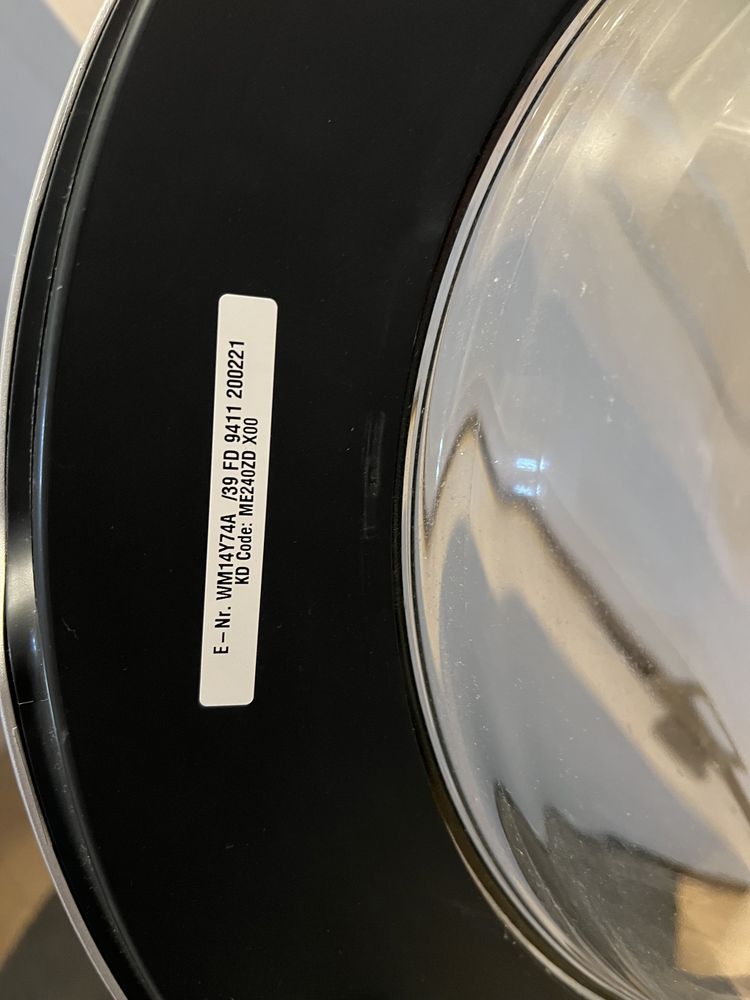 E-Nr. WM14Y74A /39 FD 9411 200221
KD Code: ME240ZD X00